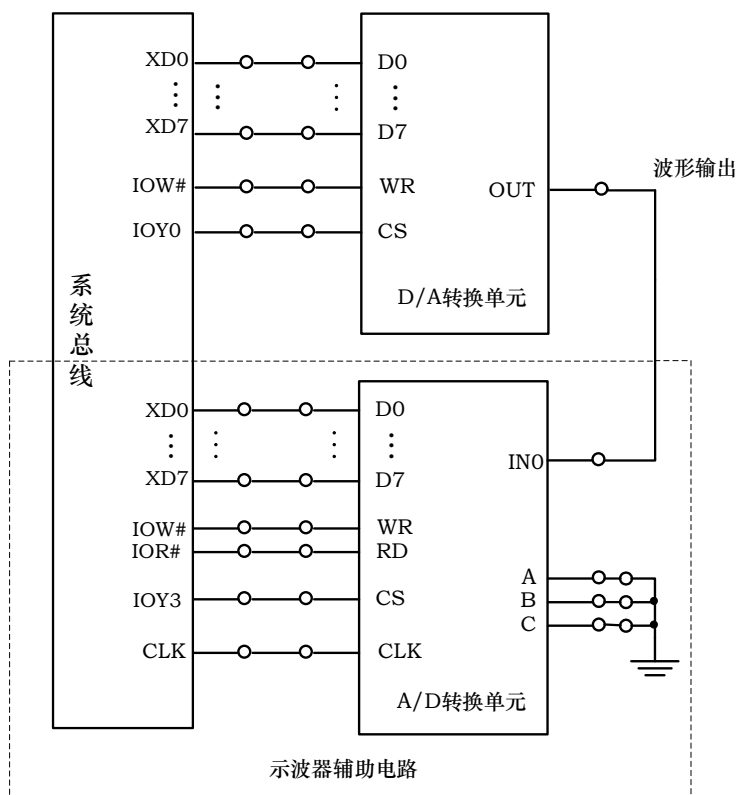 XD0
XD7
IOW#
IOY0
D0
D7
WR
CS
OUT
D/A转换单元
波形输出
系统总线
XD0
XD7
IOW#
IOR#
IOY3
CLK
D0
D7
WR
RD
CS
CLK
IN0
A
B
C
A/D转换单元
示波器辅助电路